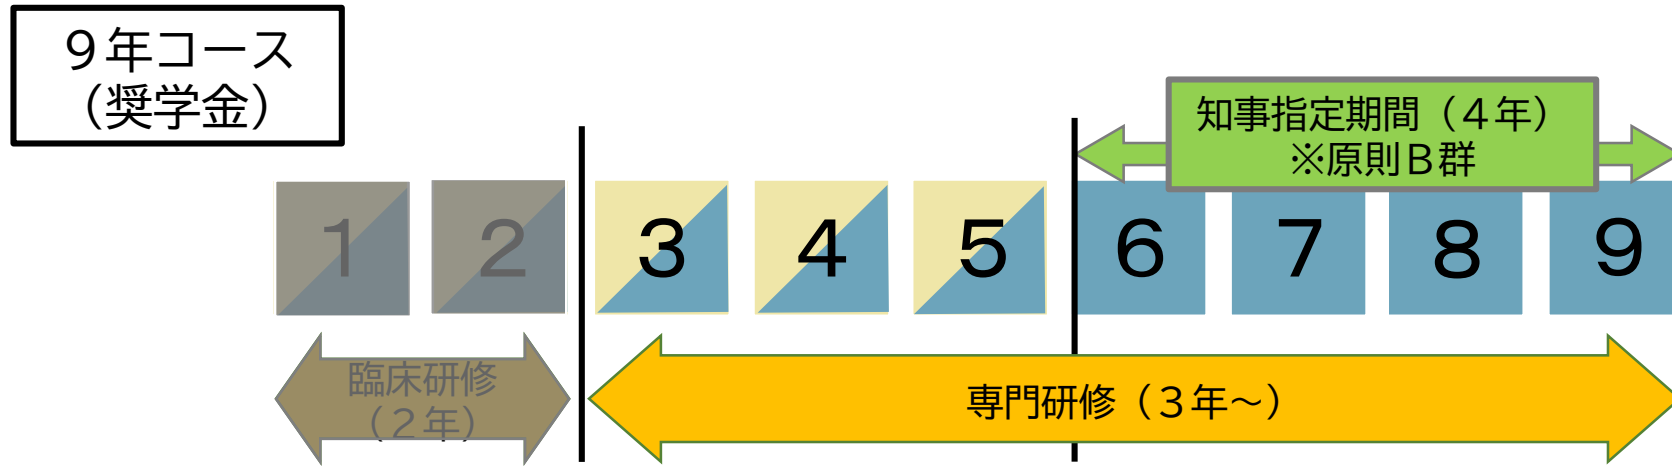 ９年コース
（奨学金）
知事指定期間（４年）
※原則Ｂ群
1
2
3
4
5
6
7
8
9
臨床研修
（２年）
専門研修（３年～）